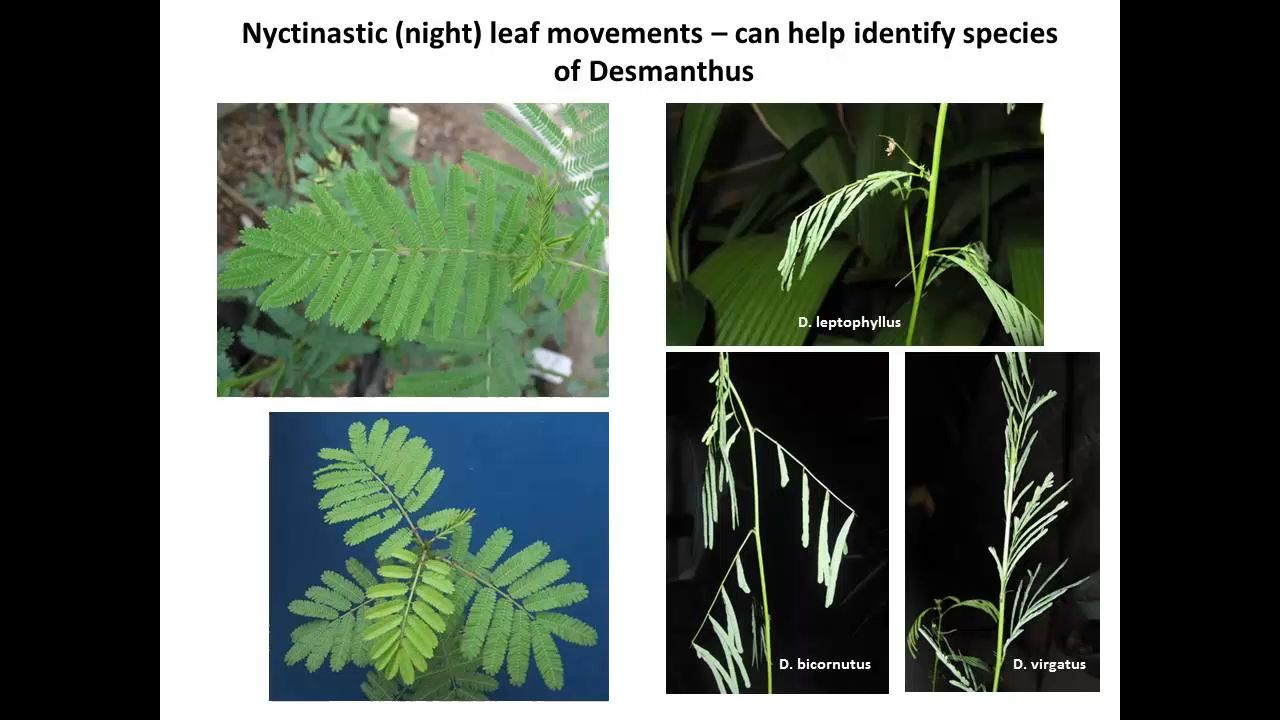 Nyctinastic (night) leaf movements – can help identify species
of Desmanthus
D. leptophyllus
D. bicornutus
D. virgatus